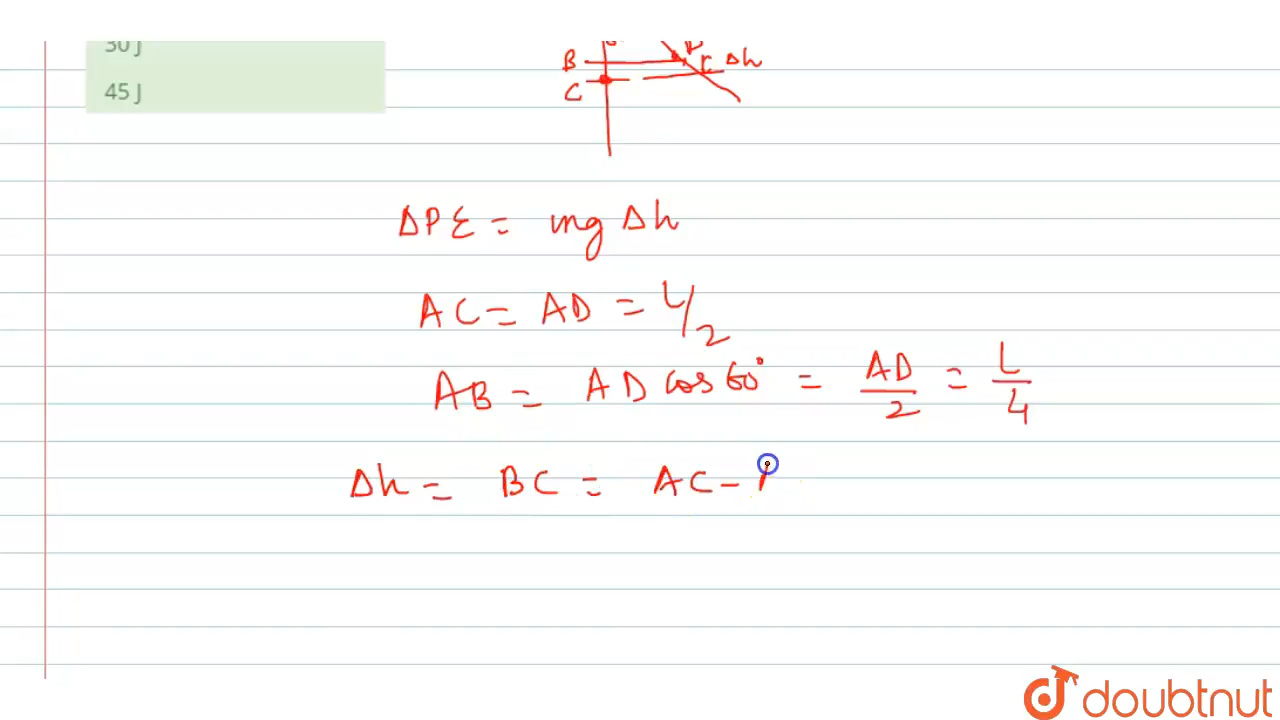 30 J
45 J
B
Δh
C
ΔPE = mg Δh
AC = AD = L/2
AB = AD cos 60° = AD/2 = L/4
Δh = BC = AC -
doubtnut